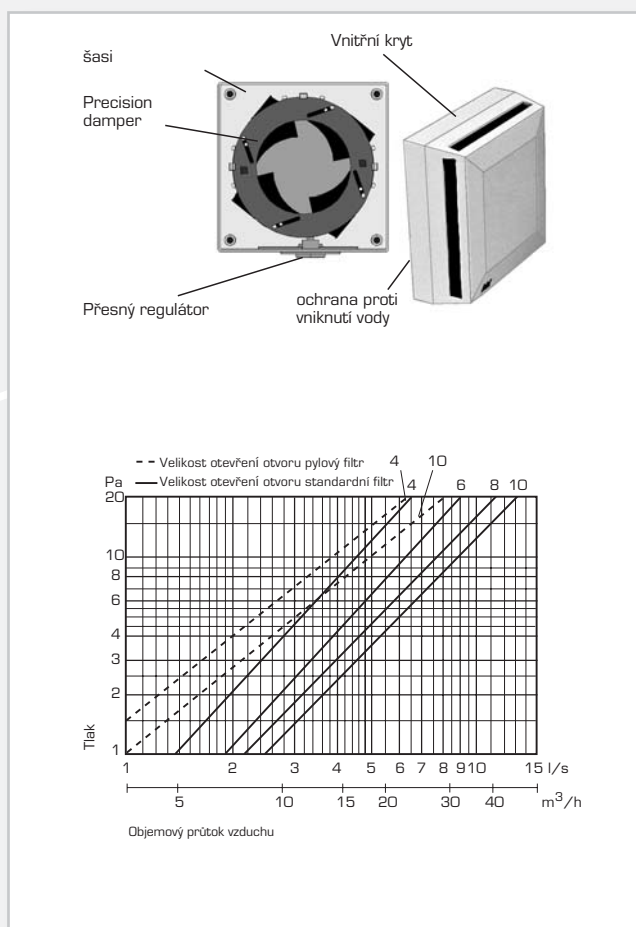 Vnitřní kryt
šasi
Precision
damper
Přesný regulátor
ochrana proti
vniknutí vody
Velikost otevření otvoru pylový filtr
4 10
Pa
Velikost otevření otvoru standardní filtr
4 6 8 10
20
10
8
6
4
3
2
1
Tlak
1 2 3 4 5 6 7 8 9 10 15 l/s
5 10 15 20 30 40 m³/h
Objemový průtok vzduchu